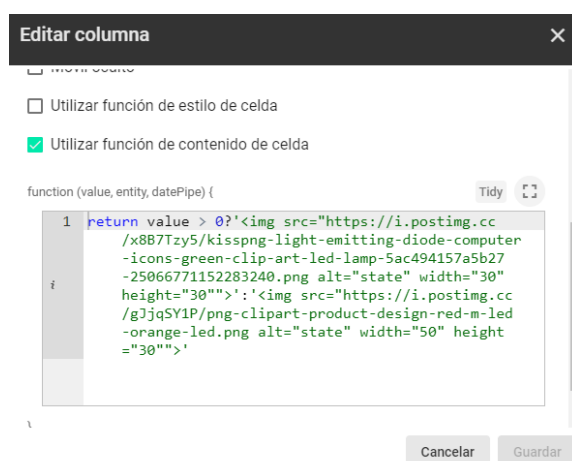 Editar columna
Utilizar función de estilo de celda
Utilizar función de contenido de celda
function (value, entity, datePipe) {
Tidy
1 return value > 0?'<img src="https://i.postimg.cc
/x8B7Tzy5/kisspng-light-emitting-diode-computer
-icons-green-clip-art-led-lamp-5ac494157a5b27
-25066771152283240.png alt="state" width="30"
height="30"">':'<img src="https://i.postimg.cc
/gJjqSY1P/png-clipart-product-design-red-m-led
-orange-led.png alt="state" width="50" height
="30"">'
i
Cancelar Guardar